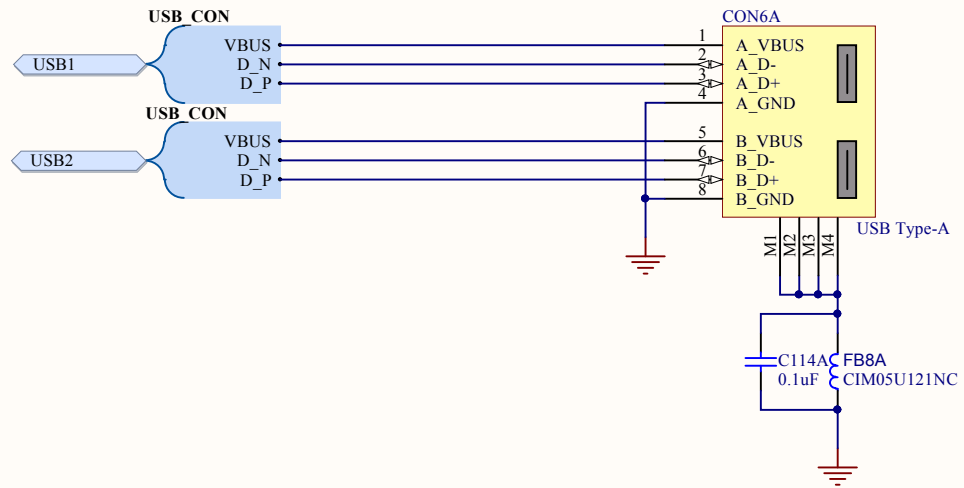 USB_CON
VBUS
USB1
D_N
D_P
USB_CON
VBUS
USB2
D_N
D_P
CON6A
1 A_VBUS
2 A_D-
3 A_D+
4 A_GND
5 B_VBUS
6 B_D-
7 B_D+
8 B_GND
USB Type-A
M1
M2
M3
M4
C114A
0.1uF
FB8A
CIM05U121NC